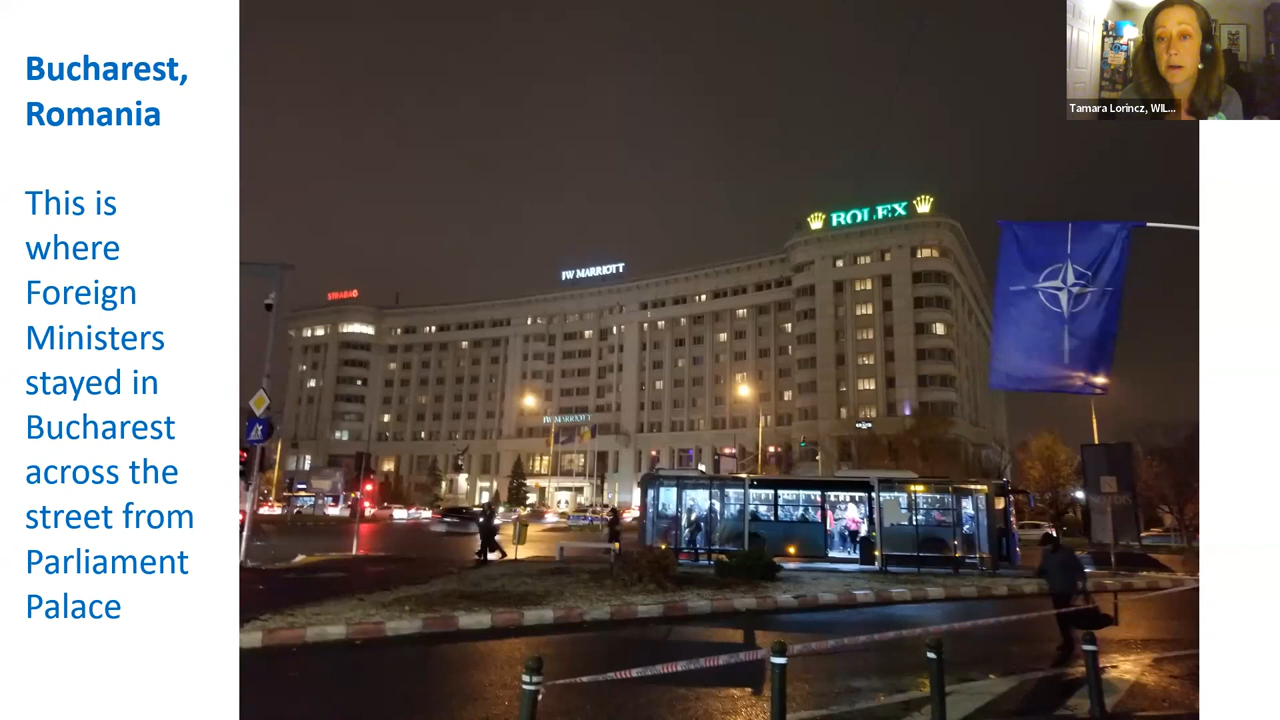 Bucharest,
Romania
This is
where
Foreign
Ministers
stayed in
Bucharest
across the
street from
Parliament
Palace
Tamara Lorincz, WIL...
ROLEX
JW MARRIOTT
STRABAG
JW MARRIOTT